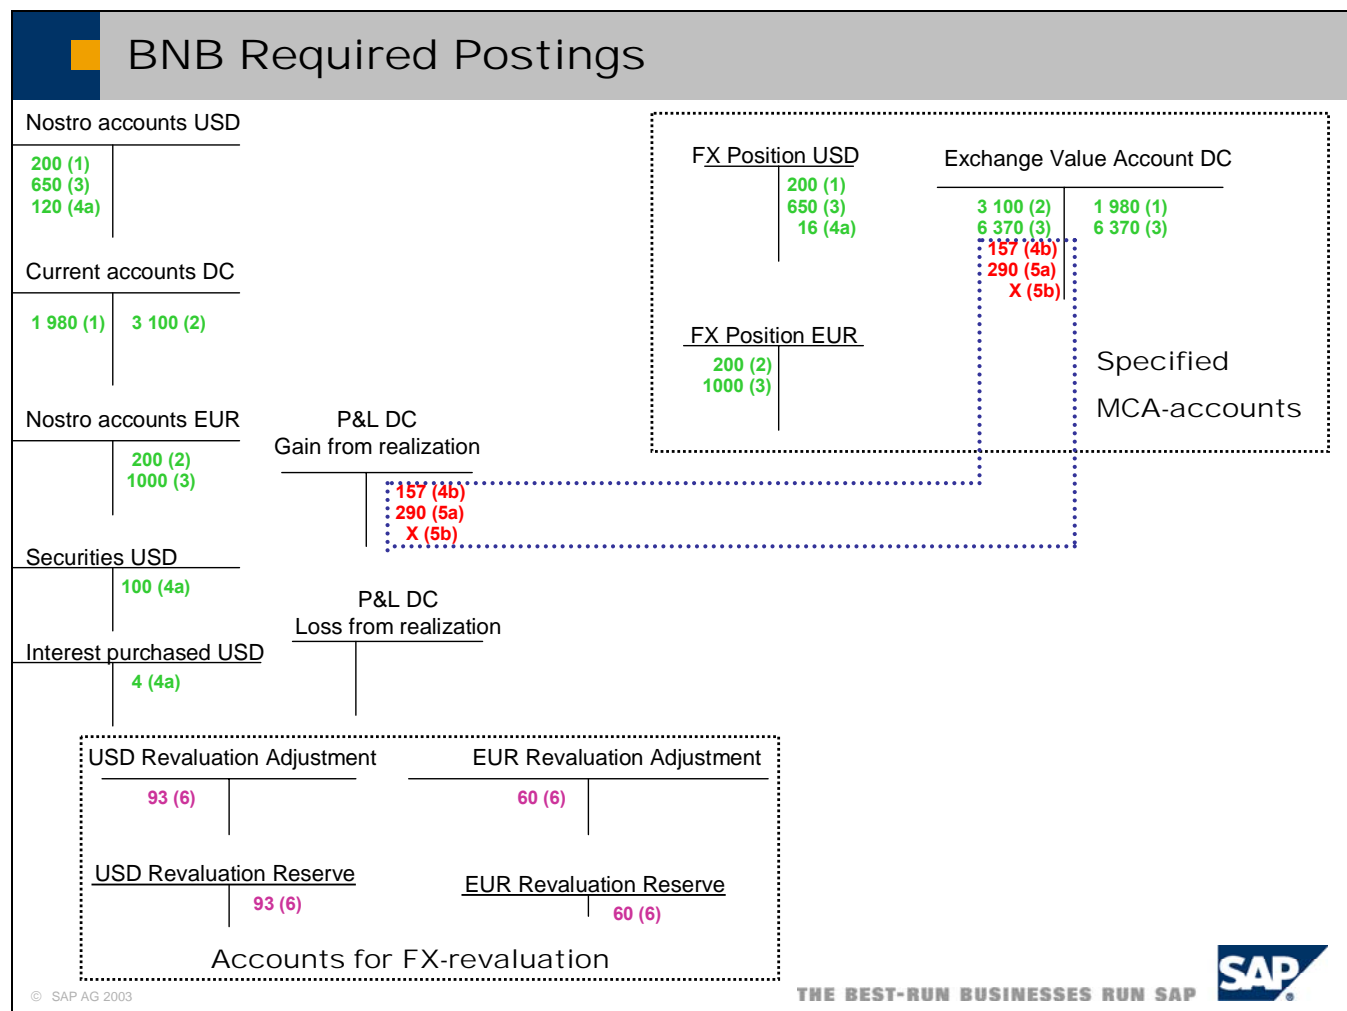 BNB Required Postings
Nostro accounts USD
200 (1)
650 (3)
120 (4a)
Current accounts DC
1 980 (1)
3 100 (2)
Nostro accounts EUR
200 (2)
1000 (3)
Securities USD
100 (4a)
Interest purchased USD
4 (4a)
P&L DC
Gain from realization
157 (4b)
290 (5a)
X (5b)
P&L DC
Loss from realization
FX Position USD
200 (1)
650 (3)
16 (4a)
Exchange Value Account DC
3 100 (2) 1 980 (1)
6 370 (3) 6 370 (3)
157 (4b)
290 (5a)
X (5b)
FX Position EUR
200 (2)
1000 (3)
Specified
MCA-accounts
USD Revaluation Adjustment
93 (6)
EUR Revaluation Adjustment
60 (6)
USD Revaluation Reserve
93 (6)
EUR Revaluation Reserve
60 (6)
Accounts for FX-revaluation
© SAP AG 2003
THE BEST-RUN BUSINESSES RUN SAP
SAP